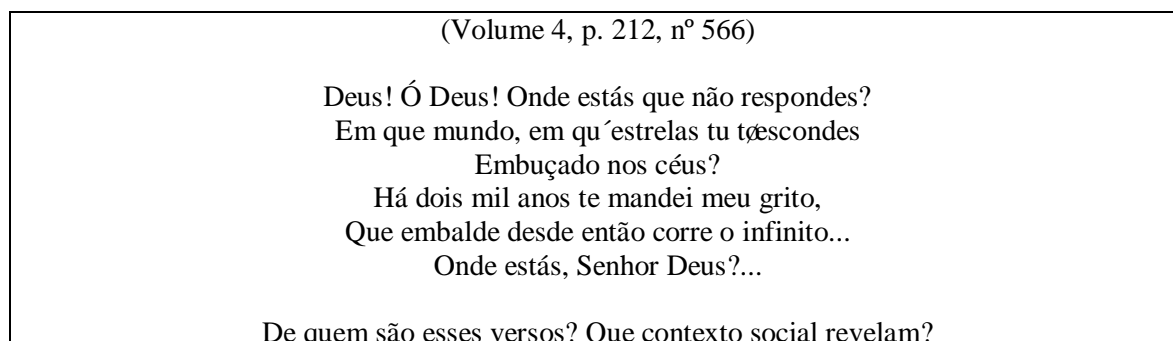 (Volume 4, p. 212, nº 566)
Deus! Ó Deus! Onde estás que não respondes?
Em que mundo, em qu´estrelas tu tøescondes
Embuçado nos céus?
Há dois mil anos te mandei meu grito,
Que embalde desde então corre o infinito...
Onde estás, Senhor Deus?...
De quem são esses versos? Que contexto social revelam?